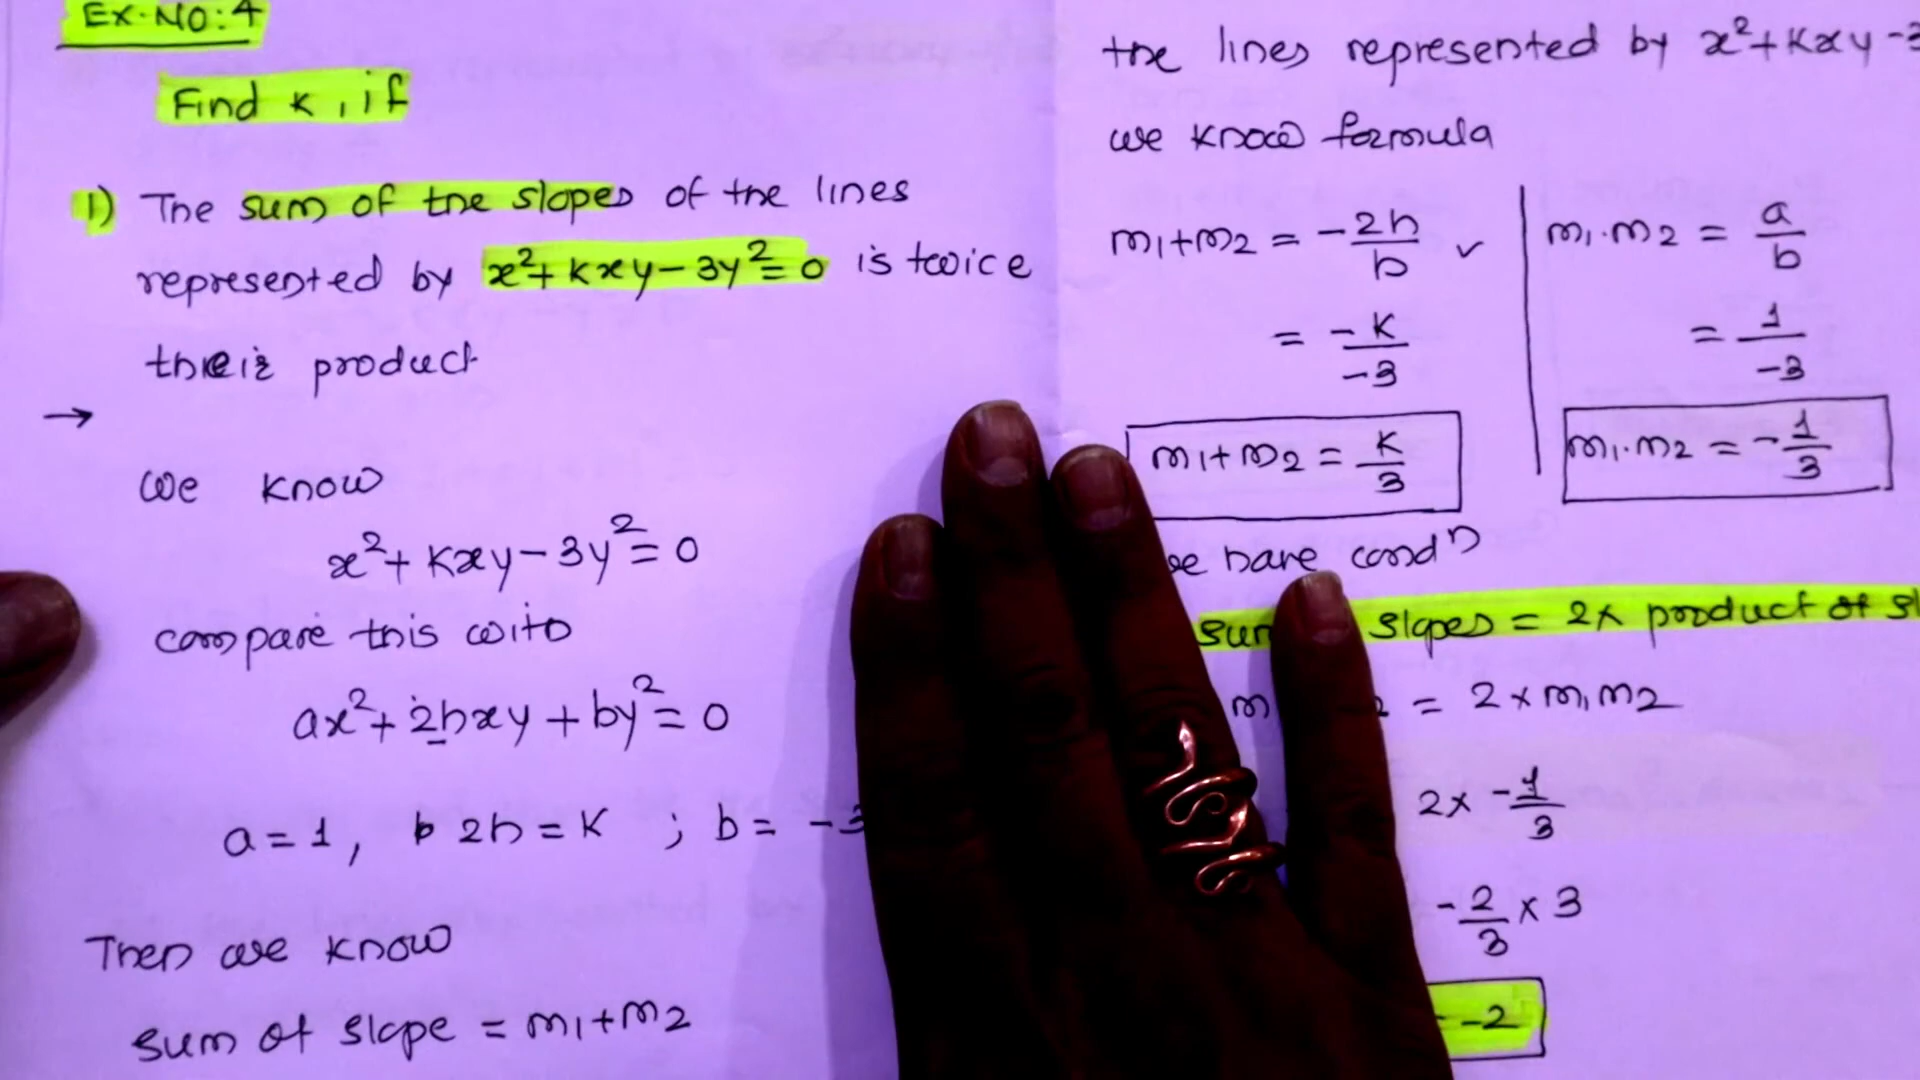 EX. NO: 4
Find k, if
1) The sum of the slopes of the lines
represented by x²+kxy-3y²=0 is twice
their product
→
we know
x²+kxy-3y²=0
compare this with
ax²+2hxy+by²=0
a=1, 2h=k ; b= -3
Then we know
sum of slope = m1+m2
the lines represented by x²+kxy-3
we know formula
m1+m2 = -2h/b ✓
= -k/-3
m1+m2 = k/3
m1.m2 = a/b
= 1/-3
m1.m2 = -1/3
have condn
slopes = 2x product of
= 2 x m1m2
2x -1/3
-2/3 x 3
-2